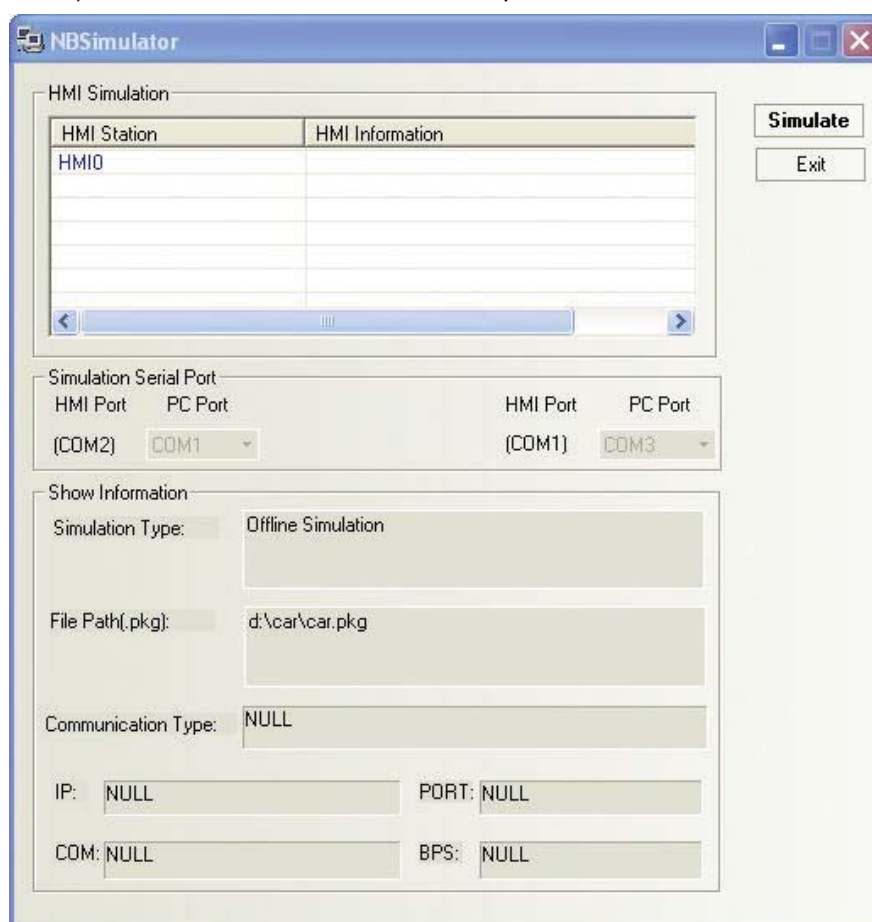 NBSimulator
HMI Simulation
HMI Station HMI Information
HMI0
Simulate
Exit
Simulation Serial Port
HMI Port PC Port HMI Port PC Port
(COM2) COM1 (COM1) COM3
Show Information
Simulation Type: Offline Simulation
File Path(.pkg): d:\car\car.pkg
Communication Type: NULL
IP: NULL PORT: NULL
COM: NULL BPS: NULL